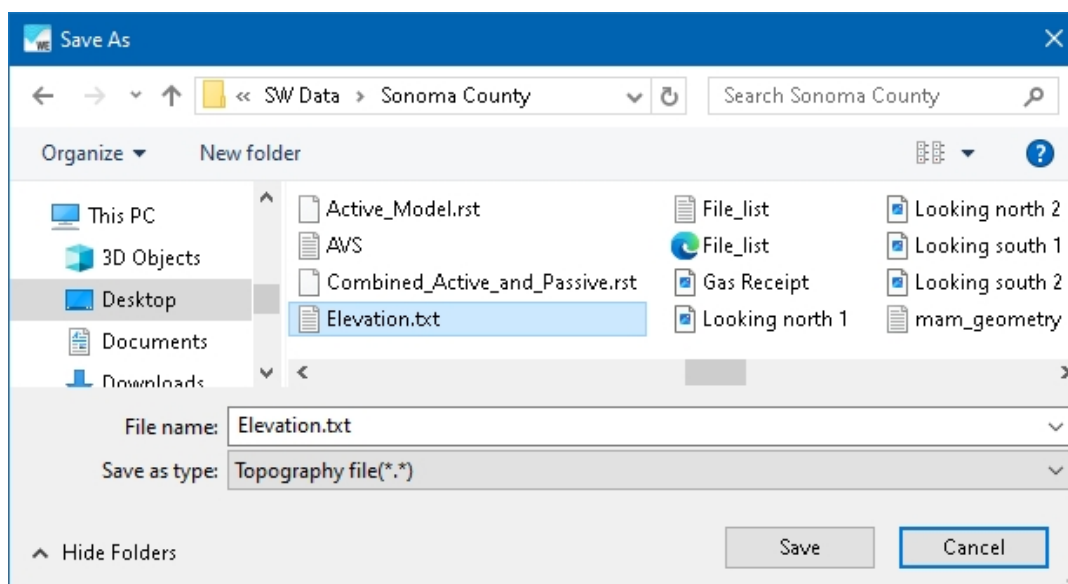 WE Save As
« SW Data › Sonoma County
Search Sonoma County
Organize
New folder
?
This PC
3D Objects
Desktop
Documents
Downloads
Active_Model.rst
AVS
Combined_Active_and_Passive.rst
Elevation.txt
File_list
File_list
Gas Receipt
Looking north 1
Looking north 2
Looking south 1
Looking south 2
mam_geometry
File name: Elevation.txt
Save as type: Topography file(*.*)
Hide Folders
Save
Cancel